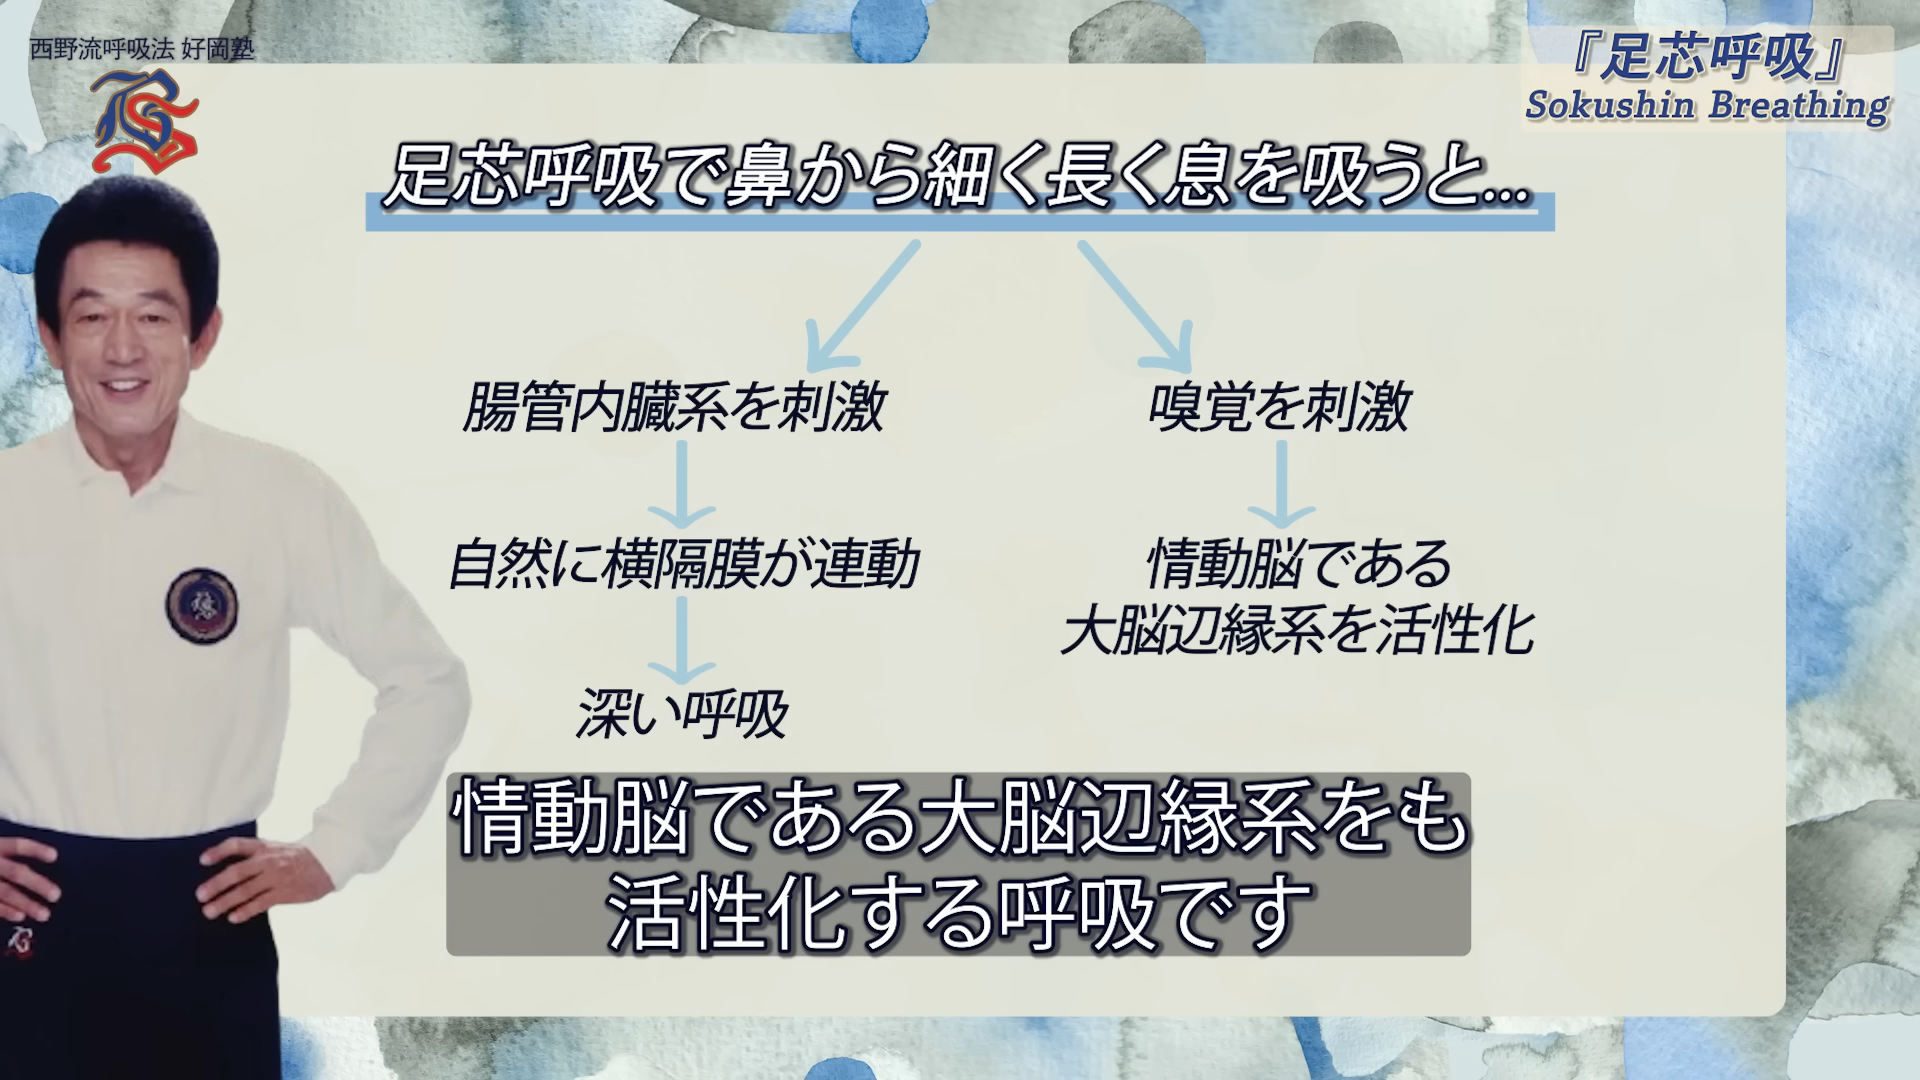 西野流呼吸法 好岡塾
『足芯呼吸』
Sokushin Breathing
足芯呼吸で鼻から細く長く息を吸うと...
腸管内臓系を刺激
自然に横隔膜が連動
深い呼吸
嗅覚を刺激
情動脳である
大脳辺縁系を活性化
情動脳である大脳辺縁系をも
活性化する呼吸です